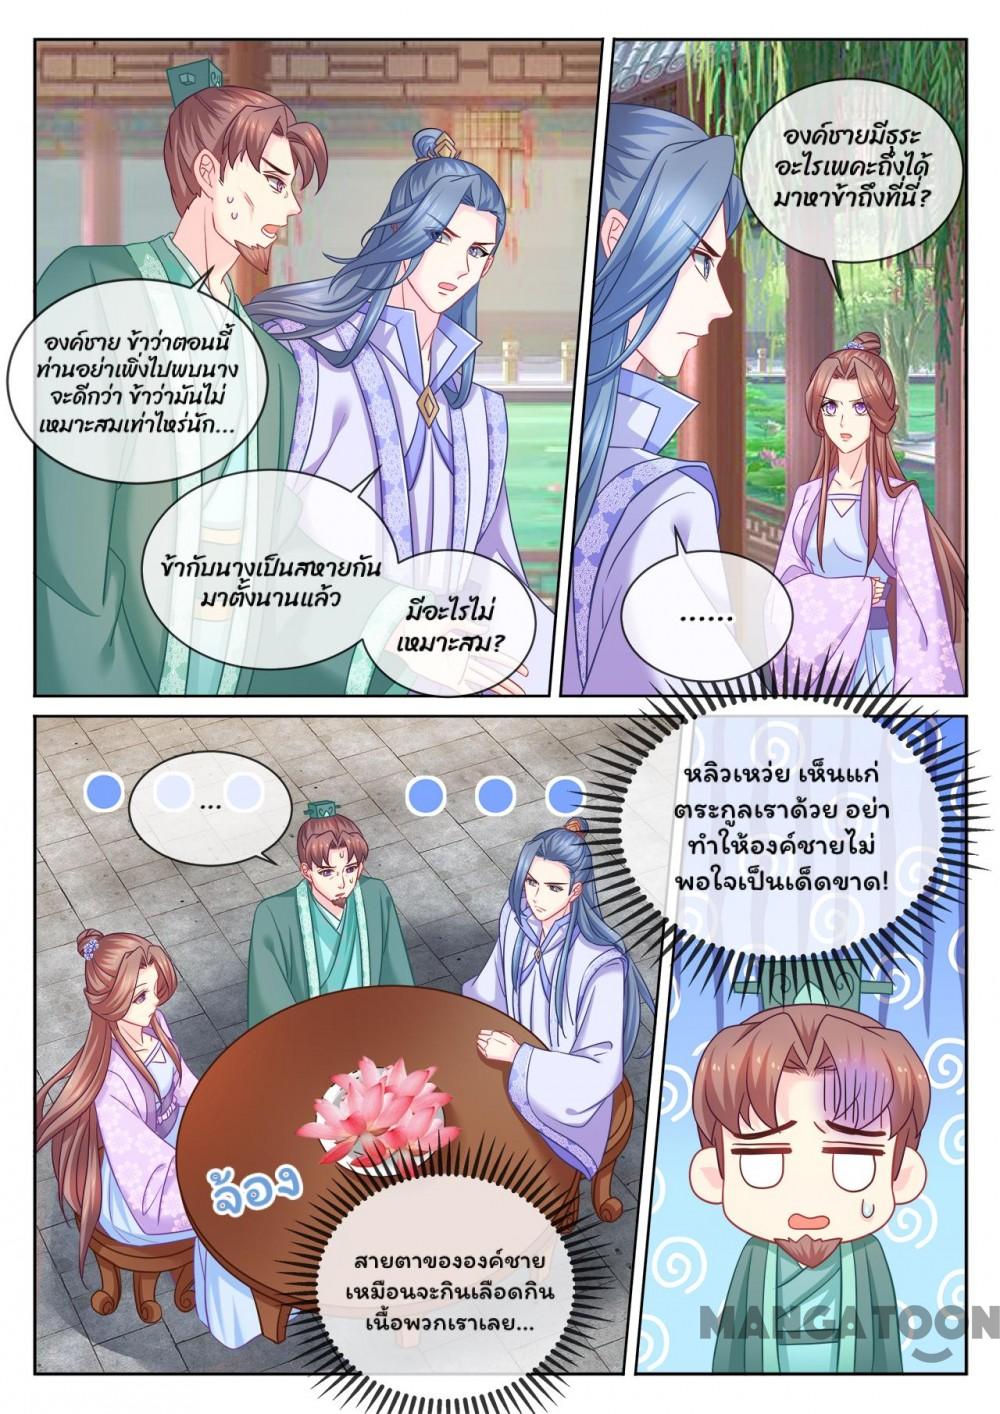 องค์ชาย ข้าว่าตอนนี้
ท่านอย่าเพิ่งไปพบนาง
จะดีกว่า ข้าว่ามันไม่
เหมาะสมเท่าไหร่นัก...
ข้ากับนางเป็นสหายกัน
มาตั้งนานแล้ว
มีอะไรไม่
เหมาะสม?
องค์ชายมีธุระ
อะไรเพคะถึงได้
มาหาข้าถึงที่นี่?
......
...
หลิวเหว่ย เห็นแก่
ตระกูลเราด้วย อย่า
ทำให้องค์ชายไม่
พอใจเป็นเด็ดขาด!
จ้อง
สายตาขององค์ชาย
เหมือนจะกินเลือดกิน
เนื้อพวกเราเลย...
MANGATOON